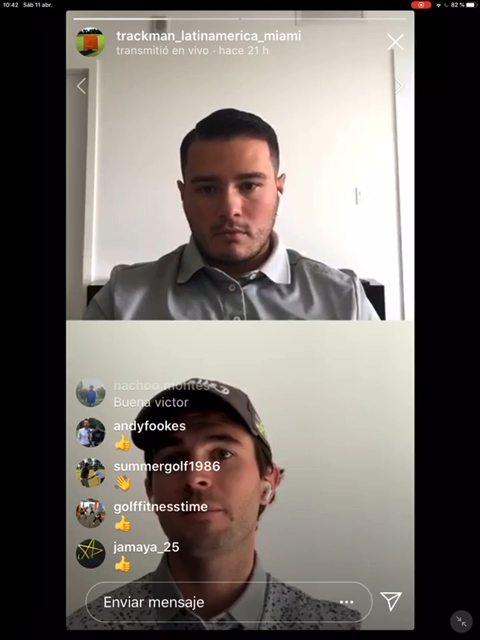 10:42 Sáb 11 abr.
82 %
trackman_latinamerica_miami
transmitió en vivo · hace 21 h
nachoo.montes
Buena victor
andyfookes
👍
summergolf1986
👋
golffitnesstime
👍
jamaya_25
👍
Enviar mensaje